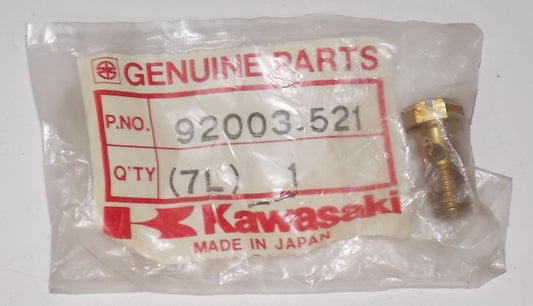 GENUINE PARTS
P.NO. 92003-521
Q'TY (7L) - 1
Kawasaki
MADE IN JAPAN